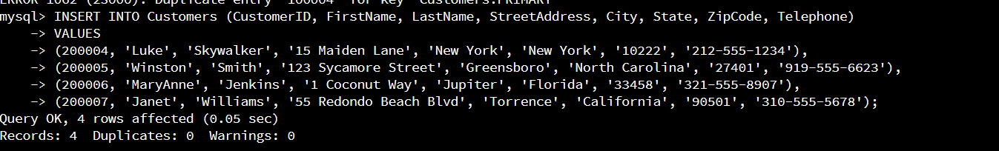 ERROR 1062 (23000): Duplicate entry '100004' for key 'Customers.PRIMARY'
mysql> INSERT INTO Customers (CustomerID, FirstName, LastName, StreetAddress, City, State, ZipCode, Telephone)
-> VALUES
-> (200004, 'Luke', 'Skywalker', '15 Maiden Lane', 'New York', 'New York', '10222', '212-555-1234'),
-> (200005, 'Winston', 'Smith', '123 Sycamore Street', 'Greensboro', 'North Carolina', '27401', '919-555-6623'),
-> (200006, 'MaryAnne', 'Jenkins', '1 Coconut Way', 'Jupiter', 'Florida', '33458', '321-555-8907'),
-> (200007, 'Janet', 'Williams', '55 Redondo Beach Blvd', 'Torrence', 'California', '90501', '310-555-5678');
Query OK, 4 rows affected (0.05 sec)
Records: 4  Duplicates: 0  Warnings: 0